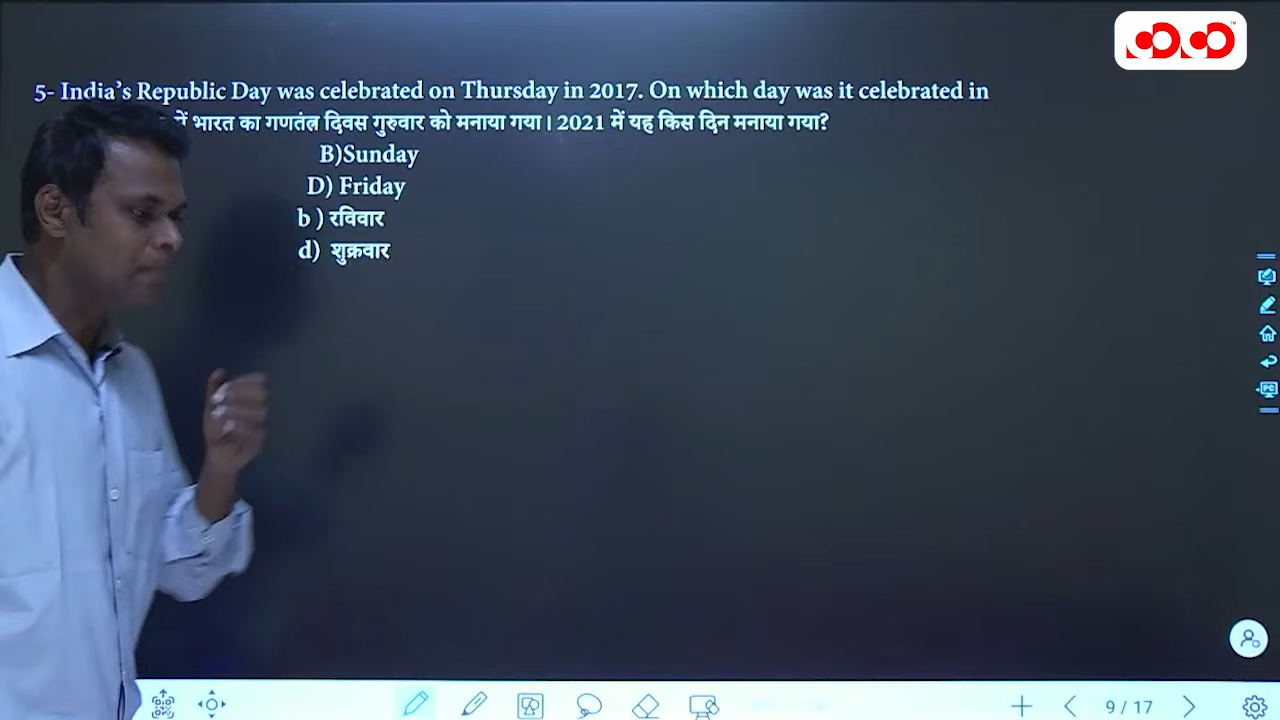 5- India's Republic Day was celebrated on Thursday in 2017. On which day was it celebrated in
में भारत का गणतंत्र दिवस गुरुवार को मनाया गया। 2021 में यह किस दिन मनाया गया?
B)Sunday
D) Friday
b ) रविवार
d) शुक्रवार
PC
9 / 17